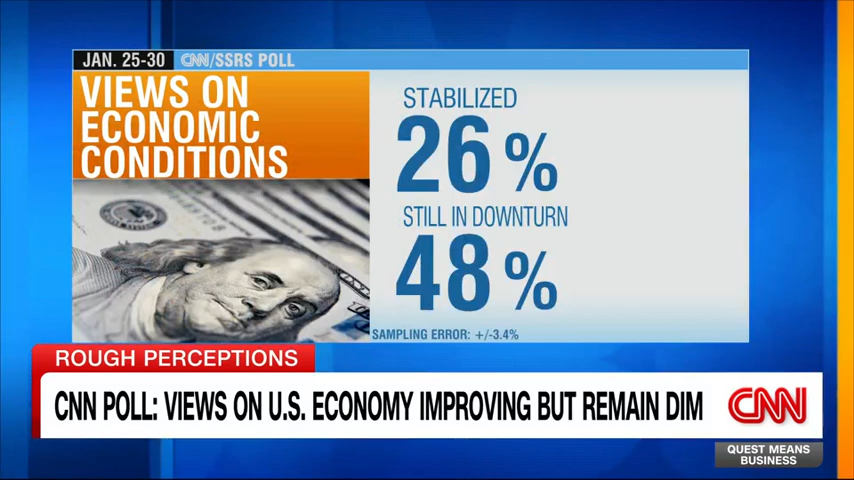 JAN. 25-30 CNN/SSRS POLL
VIEWS ON
ECONOMIC
CONDITIONS
STABILIZED
26%
STILL IN DOWNTURN
48%
SAMPLING ERROR: +/-3.4%
ROUGH PERCEPTIONS
CNN POLL: VIEWS ON U.S. ECONOMY IMPROVING BUT REMAIN DIM
CNN
QUEST MEANS
BUSINESS